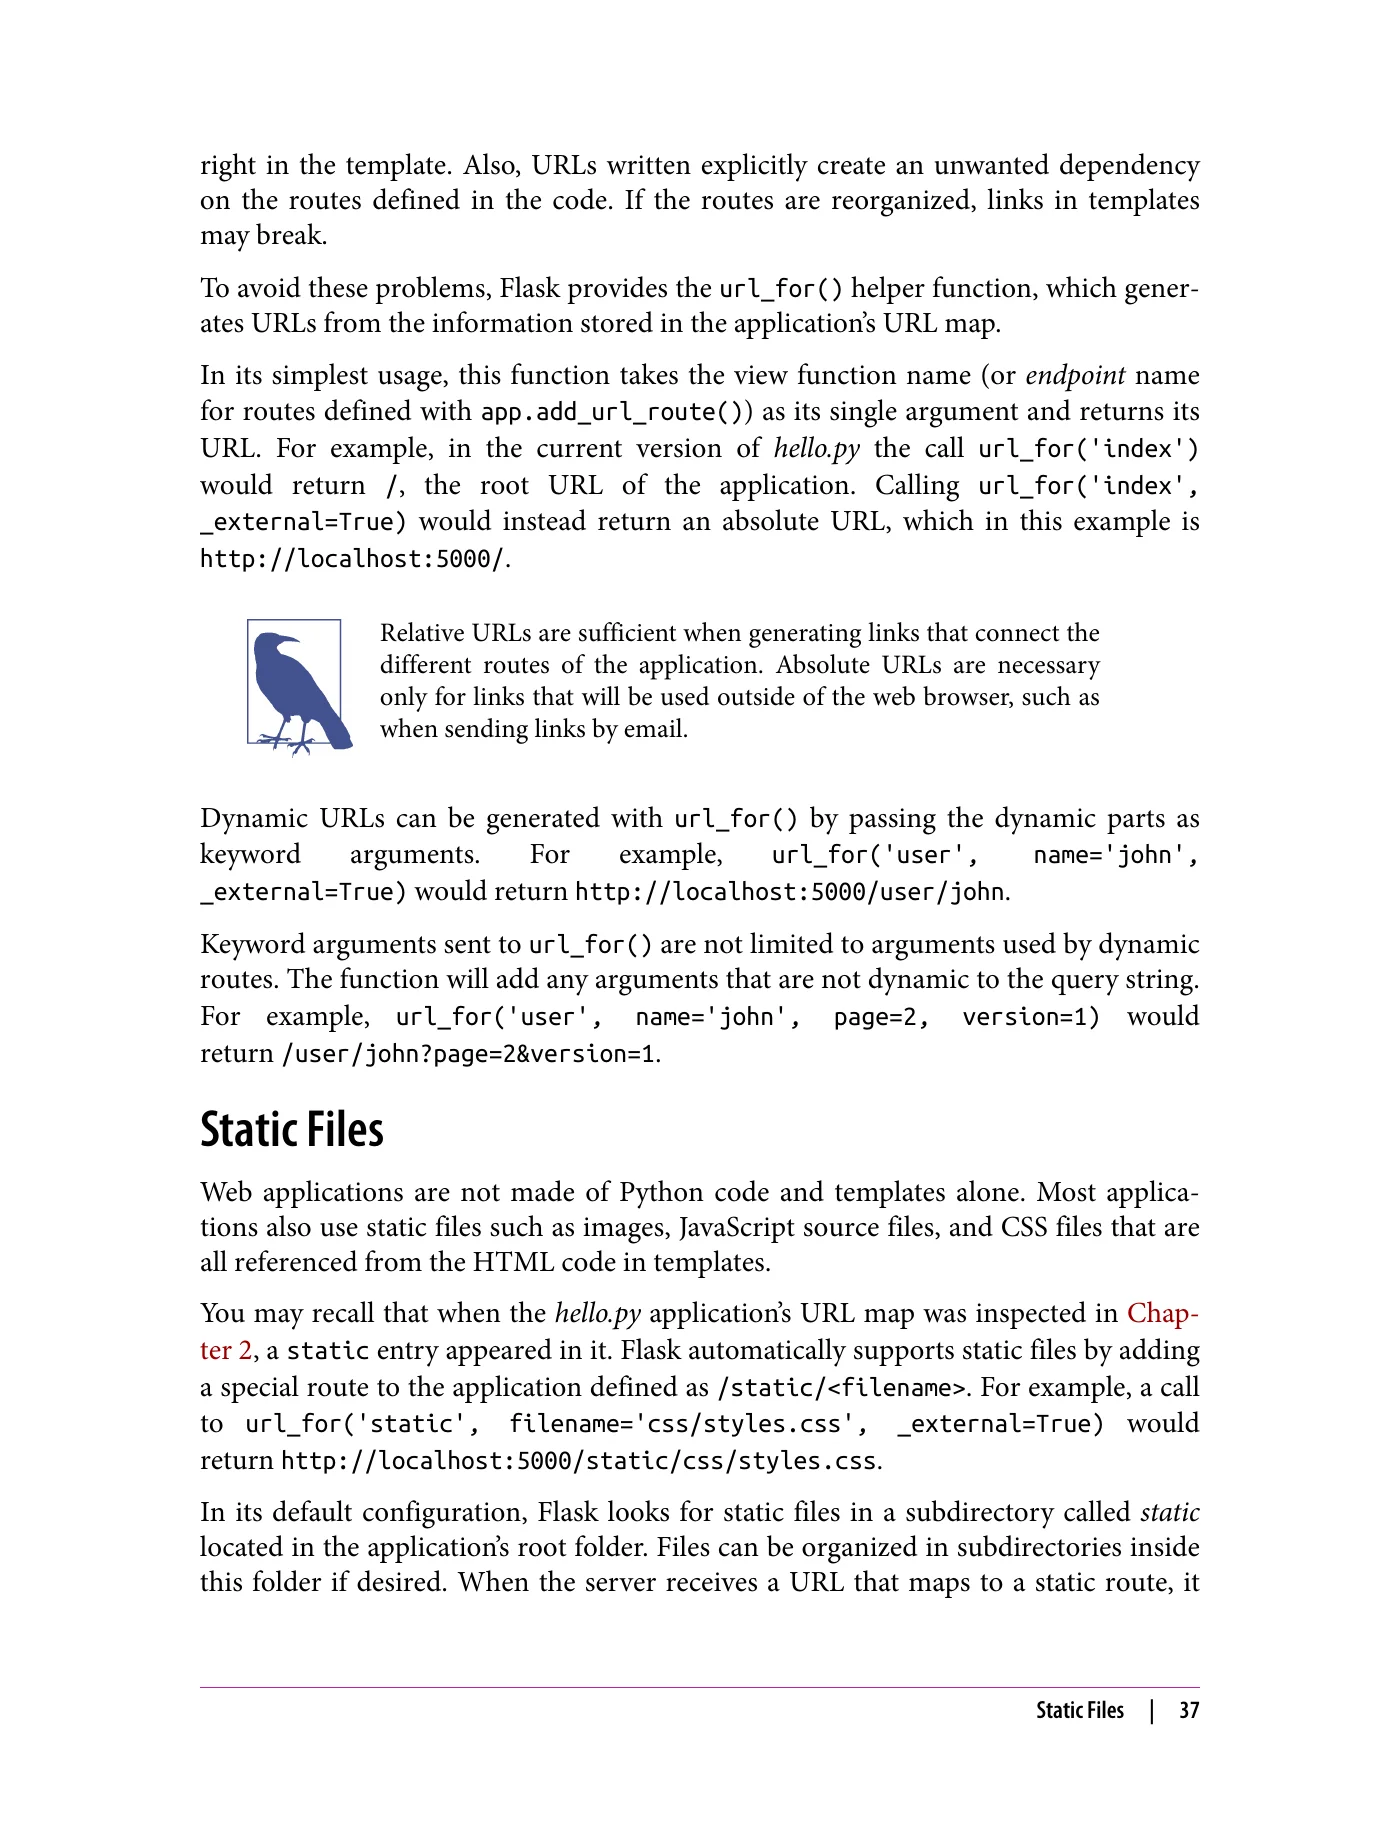 right in the template. Also, URLs written explicitly create an unwanted dependency
on the routes defined in the code. If the routes are reorganized, links in templates
may break.
To avoid these problems, Flask provides the url_for() helper function, which gener-
ates URLs from the information stored in the application’s URL map.
In its simplest usage, this function takes the view function name (or endpoint name
for routes defined with app.add_url_route()) as its single argument and returns its
URL. For example, in the current version of hello.py the call url_for('index')
would return /, the root URL of the application. Calling url_for('index',
_external=True) would instead return an absolute URL, which in this example is
http://localhost:5000/.
Relative URLs are sufficient when generating links that connect the
different routes of the application. Absolute URLs are necessary
only for links that will be used outside of the web browser, such as
when sending links by email.
Dynamic URLs can be generated with url_for() by passing the dynamic parts as
keyword arguments. For example, url_for('user', name='john',
_external=True) would return http://localhost:5000/user/john.
Keyword arguments sent to url_for() are not limited to arguments used by dynamic
routes. The function will add any arguments that are not dynamic to the query string.
For example, url_for('user', name='john', page=2, version=1) would
return /user/john?page=2&version=1.
Static Files
Web applications are not made of Python code and templates alone. Most applica-
tions also use static files such as images, JavaScript source files, and CSS files that are
all referenced from the HTML code in templates.
You may recall that when the hello.py application’s URL map was inspected in Chap-
ter 2, a static entry appeared in it. Flask automatically supports static files by adding
a special route to the application defined as /static/<filename>. For example, a call
to url_for('static', filename='css/styles.css', _external=True) would
return http://localhost:5000/static/css/styles.css.
In its default configuration, Flask looks for static files in a subdirectory called static
located in the application’s root folder. Files can be organized in subdirectories inside
this folder if desired. When the server receives a URL that maps to a static route, it
Static Files | 37